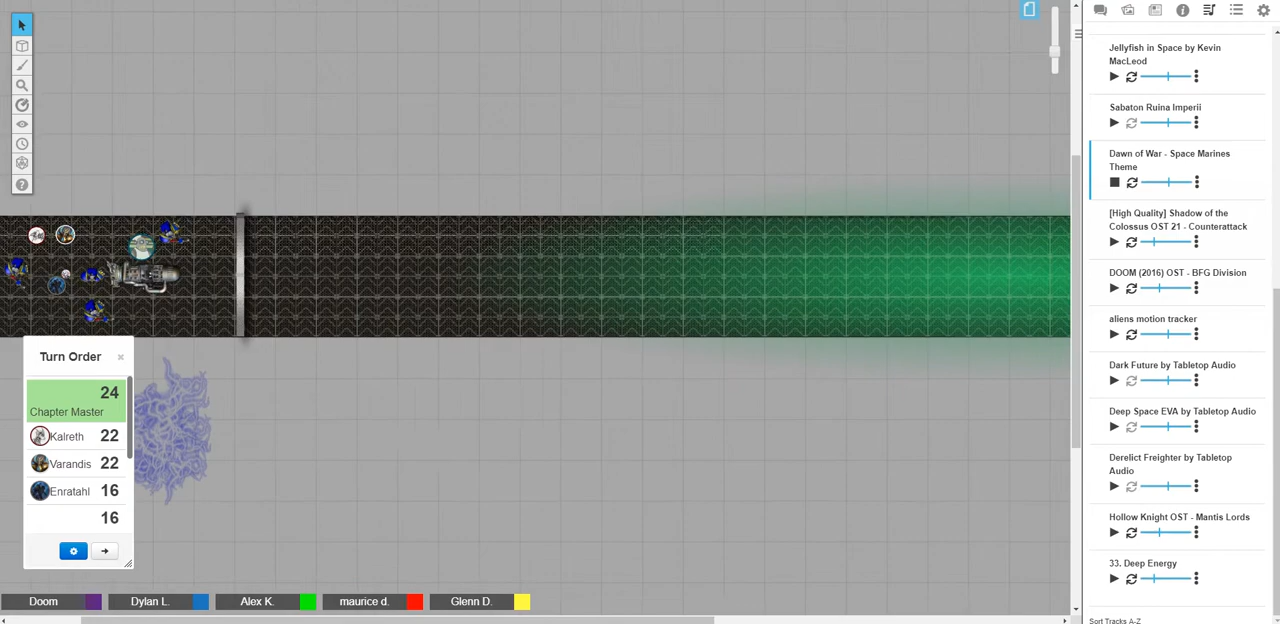 Jellyfish in Space by Kevin
MacLeod
Sabaton Ruina Imperii
Dawn of War - Space Marines
Theme
[High Quality] Shadow of the
Colossus OST 21 - Counterattack
DOOM (2016) OST - BFG Division
aliens motion tracker
Dark Future by Tabletop Audio
Deep Space EVA by Tabletop Audio
Derelict Freighter by Tabletop
Audio
Hollow Knight OST - Mantis Lords
33. Deep Energy
Sort Tracks A-Z
Turn Order ×
24
Chapter Master
Kalreth 22
Varandis 22
Enratahl 16
16
Doom Dylan L. Alex K. maurice d. Glenn D.